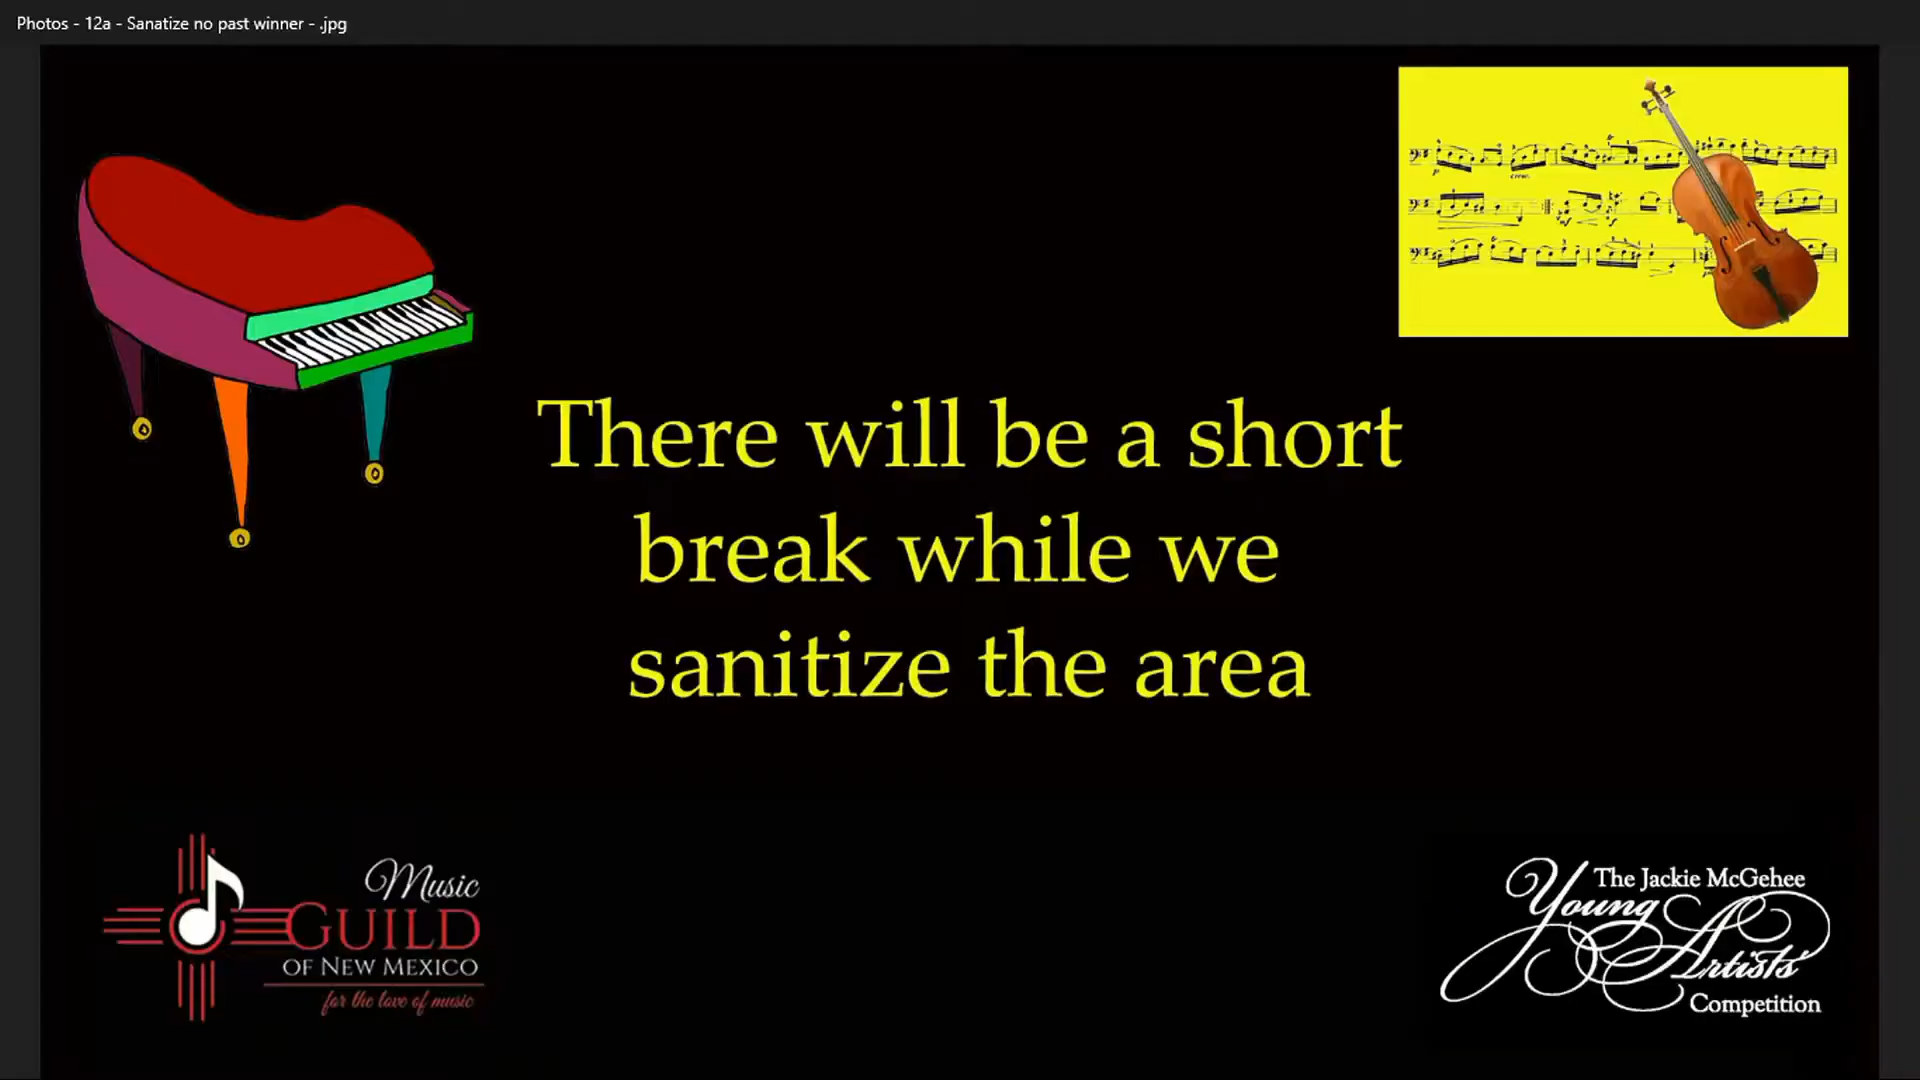 Photos - 12a - Sanatize no past winner - .jpg
There will be a short
break while we
sanitize the area
Music
GUILD
OF NEW MEXICO
for the love of music
The Jackie McGehee
Young
Artists'
Competition